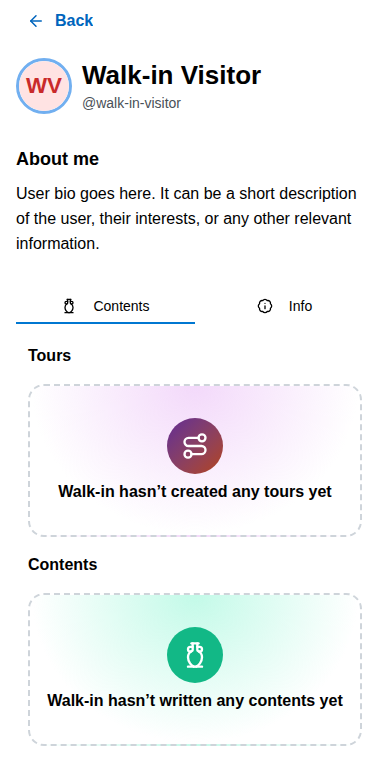 Back
WV
Walk-in Visitor
@walk-in-visitor
About me
User bio goes here. It can be a short description
of the user, their interests, or any other relevant
information.
Contents
Info
Tours
Walk-in hasn’t created any tours yet
Contents
Walk-in hasn’t written any contents yet